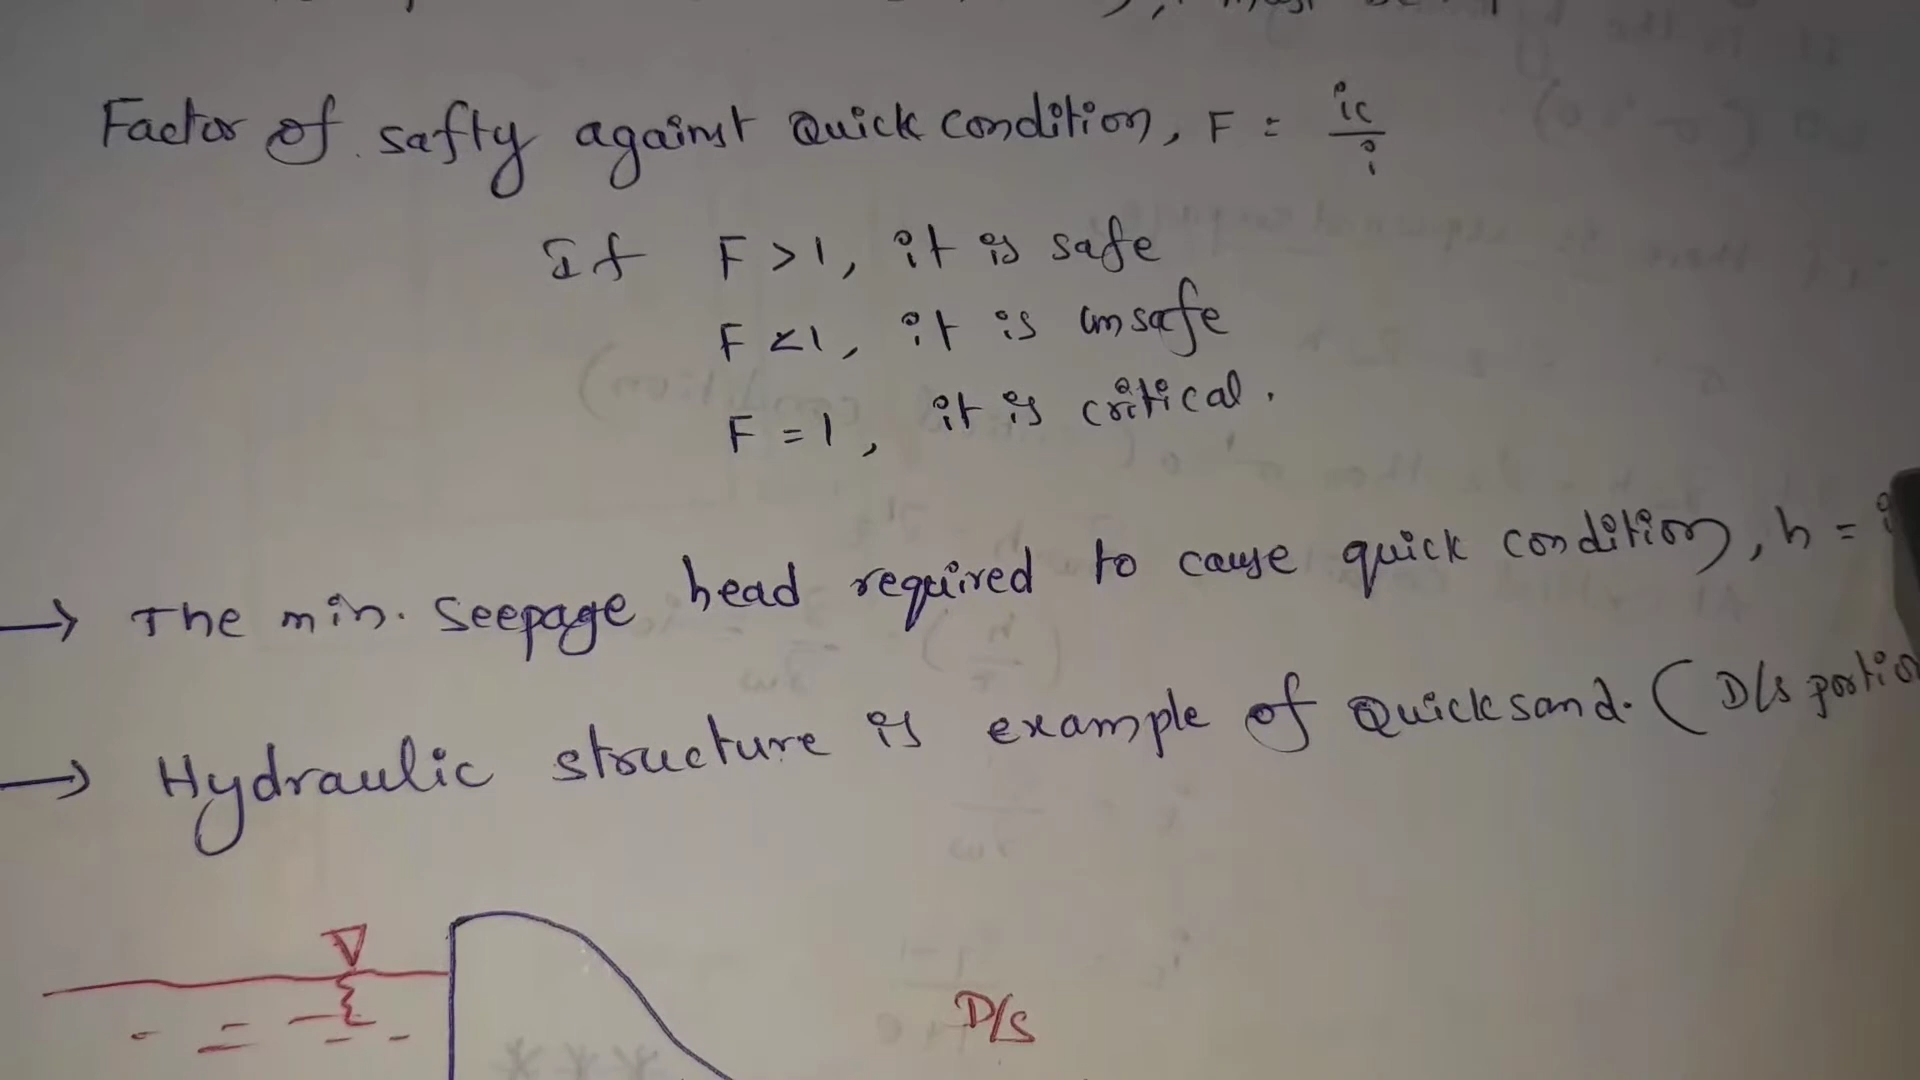 Factor of safty against Quick condition, F = ic/i
If F > 1, it is safe
F < 1, it is unsafe
F = 1, it is critical.
→ The min. seepage head required to cause quick condition, h = i
→ Hydraulic structure is example of Quicksand. (D/s portio
D/s